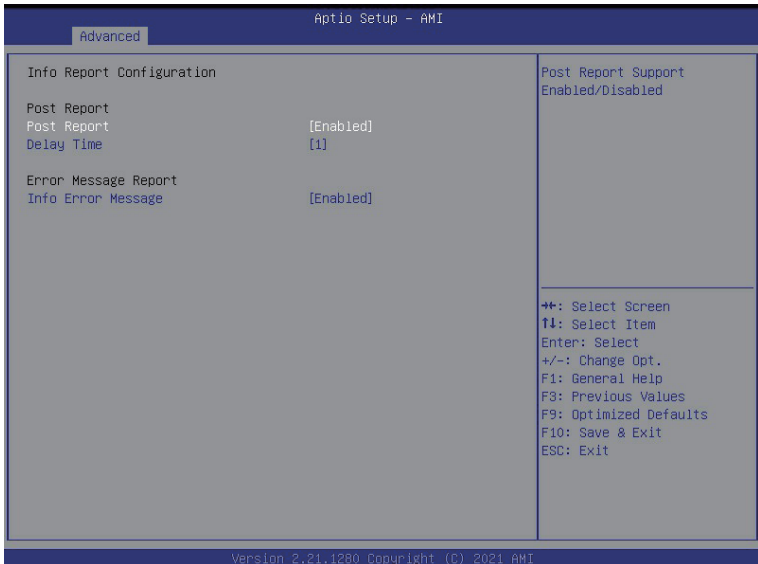 Aptio Setup – AMI
Advanced
Info Report Configuration
Post Report
Post Report [Enabled]
Delay Time [1]
Error Message Report
Info Error Message [Enabled]
Post Report Support
Enabled/Disabled
→←: Select Screen
↑↓: Select Item
Enter: Select
+/-: Change Opt.
F1: General Help
F3: Previous Values
F9: Optimized Defaults
F10: Save & Exit
ESC: Exit
Version 2.21.1280 Copyright (C) 2021 AMI